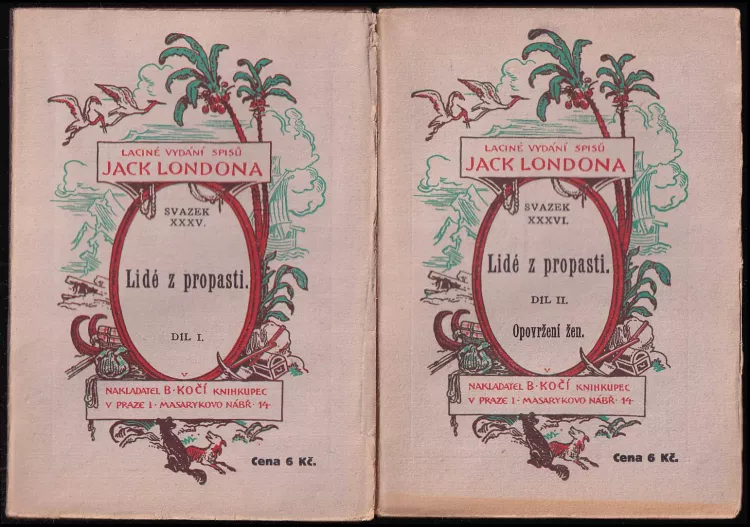 LACINÉ VYDÁNÍ SPISŮ
JACK LONDONA
SVAZEK
XXXV.
Lidé z propasti.
DÍL I.
NAKLADATEL B·KOČÍ KNIHKUPEC
V PRAZE I· MASARYKOVO NÁBŘ· 14·
Cena 6 Kč.
LACINÉ VYDÁNÍ SPISŮ
JACK LONDONA
SVAZEK
XXXVI.
Lidé z propasti.
DÍL II.
Opovržení žen.
NAKLADATEL B·KOČÍ KNIHKUPEC
V PRAZE I· MASARYKOVO NÁBŘ· 14·
Cena 6 Kč.